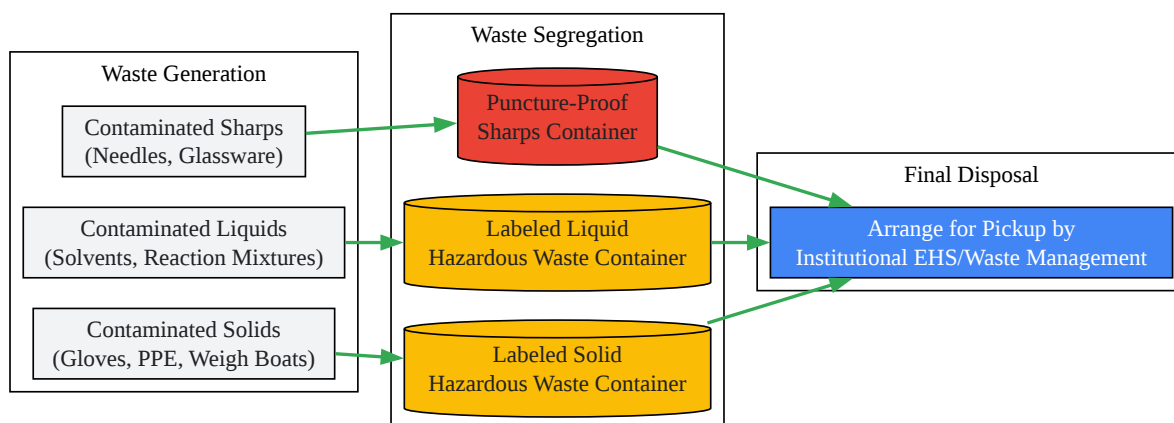 Waste Generation
Contaminated Sharps
(Needles, Glassware)
Contaminated Liquids
(Solvents, Reaction Mixtures)
Contaminated Solids
(Gloves, PPE, Weigh Boats)
Waste Segregation
Puncture-Proof
Sharps Container
Labeled Liquid
Hazardous Waste Container
Labeled Solid
Hazardous Waste Container
Final Disposal
Arrange for Pickup by
Institutional EHS/Waste Management